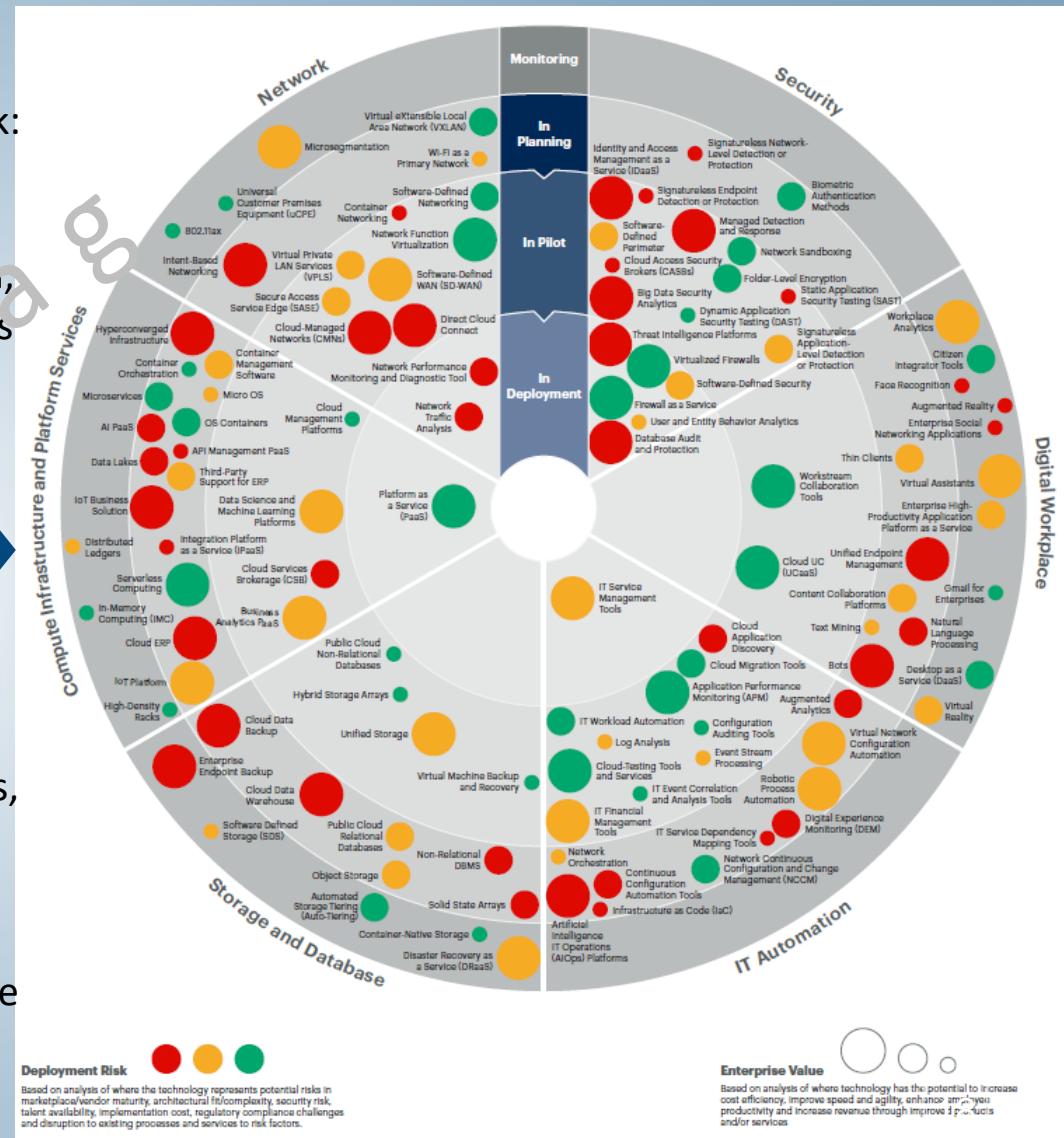 Monitoring
In
Planning
In Pilot
In
Deployment
Network
Virtual eXtensible Local
Area Network (VXLAN)
Microsegmentation
Wi-Fi as a
Primary Network
Universal
Customer Premises
Equipment (uCPE)
Software-Defined
Networking
Container
Networking
802.11ax
Network Function
Virtualization
Intent-Based
Networking
Virtual Private
LAN Services
(VPLS)
Software-Defined
WAN (SD-WAN)
Secure Access
Service Edge (SASE)
Cloud-Managed
Networks (CMNs)
Direct Cloud
Connect
Network Performance
Monitoring and Diagnostic Tool
Network
Traffic
Analysis
Security
Identity and Access
Management as a
Service (IDaaS)
Signatureless Network-
Level Detection or
Protection
Signatureless Endpoint
Detection or Protection
Biometric
Authentication
Methods
Software-
Defined
Perimeter
Managed Detection
and Response
Network Sandboxing
Cloud Access Security
Brokers (CASBs)
Folder-Level Encryption
Big Data Security
Analytics
Static Application
Security Testing (SAST)
Dynamic Application
Security Testing (DAST)
Threat Intelligence Platforms
Signatureless
Application-
Level Detection
or Protection
Virtualized Firewalls
Software-Defined Security
Firewall as a Service
User and Entity Behavior Analytics
Database Audit
and Protection
Digital Workplace
Workplace
Analytics
Citizen
Integrator Tools
Face Recognition
Augmented Reality
Enterprise Social
Networking Applications
Thin Clients
Virtual Assistants
Workstream
Collaboration
Tools
Enterprise High-
Productivity Application
Platform as a Service
Unified Endpoint
Management
Cloud UC
(UCaaS)
Content Collaboration
Platforms
Gmail for
Enterprises
Text Mining
Natural
Language
Processing
Bots
Desktop as a
Service (DaaS)
Virtual
Reality
IT Automation
IT Service
Management
Tools
Cloud
Application
Discovery
Cloud Migration Tools
Application Performance
Monitoring (APM)
Augmented
Analytics
IT Workload Automation
Configuration
Auditing Tools
Virtual Network
Configuration
Automation
Log Analysis
Event Stream
Processing
Cloud-Testing Tools
and Services
Robotic
Process
Automation
IT Event Correlation
and Analysis Tools
IT Financial
Management
Tools
Digital Experience
Monitoring (DEM)
IT Service Dependency
Mapping Tools
Network
Orchestration
Network Continuous
Configuration and Change
Management (NCCM)
Continuous
Configuration
Automation Tools
Infrastructure as Code (IaC)
Artificial
Intelligence
IT Operations
(AIOps) Platforms
Storage and Database
Public Cloud
Non-Relational
Databases
Hybrid Storage Arrays
Cloud Data
Backup
Unified Storage
Enterprise
Endpoint Backup
Virtual Machine Backup
and Recovery
Cloud Data
Warehouse
Software Defined
Storage (SDS)
Public Cloud
Relational
Databases
Non-Relational
DBMS
Object Storage
Automated
Storage Tiering
(Auto-Tiering)
Solid State Arrays
Container-Native Storage
Disaster Recovery as
a Service (DRaaS)
Compute Infrastructure and Platform Services
Hyperconverged
Infrastructure
Container
Orchestration
Container
Management
Software
Microservices
Micro OS
Cloud
Management
Platforms
AI PaaS
OS Containers
API Management PaaS
Data Lakes
Third-Party
Support for ERP
IoT Business
Solution
Data Science and
Machine Learning
Platforms
Platform as
a Service
(PaaS)
Distributed
Ledgers
Integration Platform
as a Service (IPaaS)
Serverless
Computing
Cloud Services
Brokerage (CSB)
In-Memory
Computing (IMC)
Business
Analytics PaaS
Cloud ERP
IoT Platform
High-Density
Racks
Deployment Risk
Based on analysis of where the technology represents potential risks in
marketplace/vendor maturity, architectural fit/complexity, security risk,
talent availability, implementation cost, regulatory compliance challenges
and disruption to existing processes and services to risk factors.
Enterprise Value
Based on analysis of where technology has the potential to increase
cost efficiency, improve speed and agility, enhance employee
productivity and increase revenue through improved products
and/or services